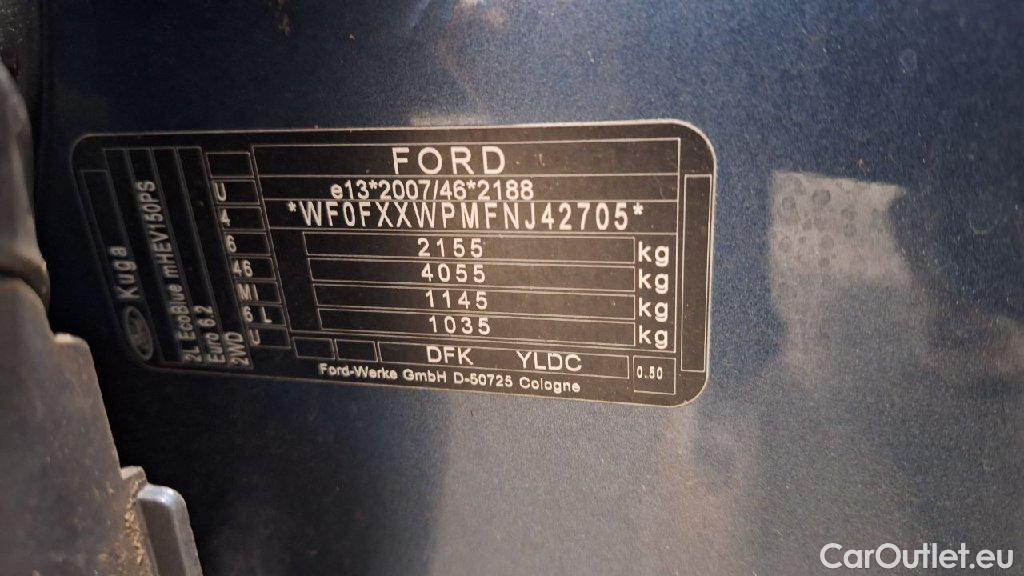 FORD
e13*2007/46*2188
*WF0FXXWPMFNJ42705*
2155 kg
4055 kg
1145 kg
1035 kg
DFK YLDC
0.50
Ford-Werke GmbH D-50725 Cologne
U
4
6
46
M
6 L
Ford
Kuga
2L EcoBlue mHEV150PS
Euro 6.2
2WD
CarOutlet.eu